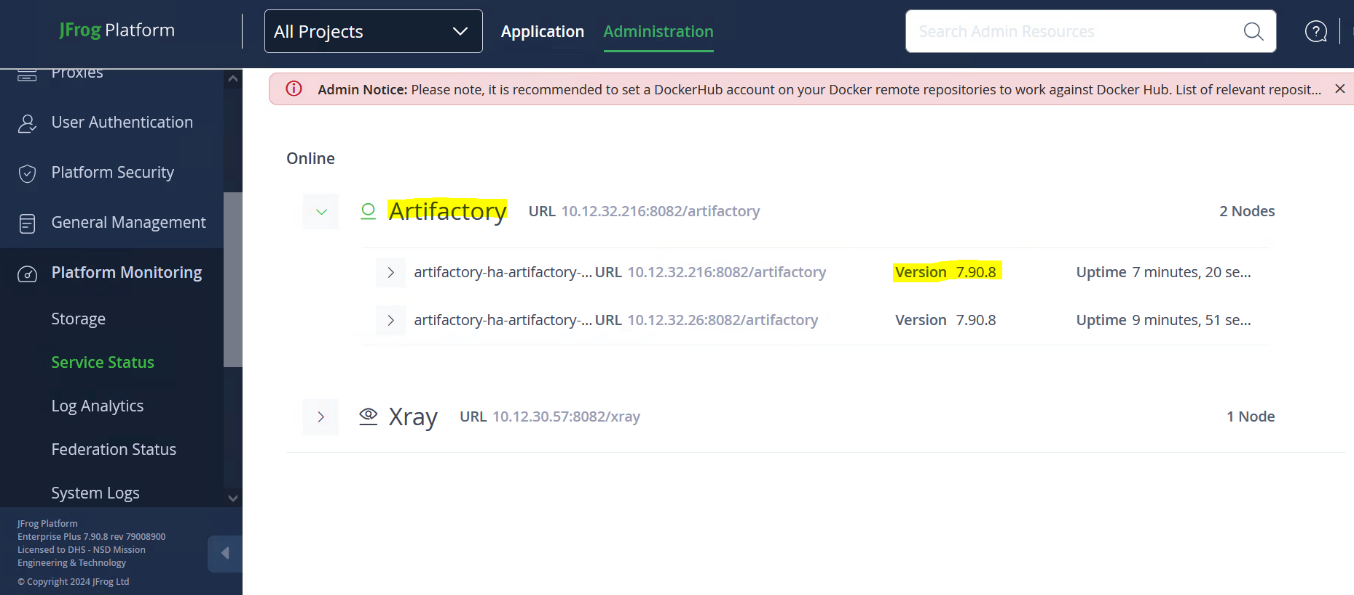 JFrog Platform
All Projects
Application
Administration
Search Admin Resources
Proxies
User Authentication
Platform Security
General Management
Platform Monitoring
Storage
Service Status
Log Analytics
Federation Status
System Logs
JFrog Platform
Enterprise Plus 7.90.8 rev 79008900
Licensed to DHS - NSD Mission
Engineering & Technology
© Copyright 2024 JFrog Ltd
Admin Notice: Please note, it is recommended to set a DockerHub account on your Docker remote repositories to work against Docker Hub. List of relevant reposit...
Online
Artifactory URL 10.12.32.216:8082/artifactory 2 Nodes
artifactory-ha-artifactory-... URL 10.12.32.216:8082/artifactory Version 7.90.8 Uptime 7 minutes, 20 se...
artifactory-ha-artifactory-... URL 10.12.32.26:8082/artifactory Version 7.90.8 Uptime 9 minutes, 51 se...
Xray URL 10.12.30.57:8082/xray 1 Node